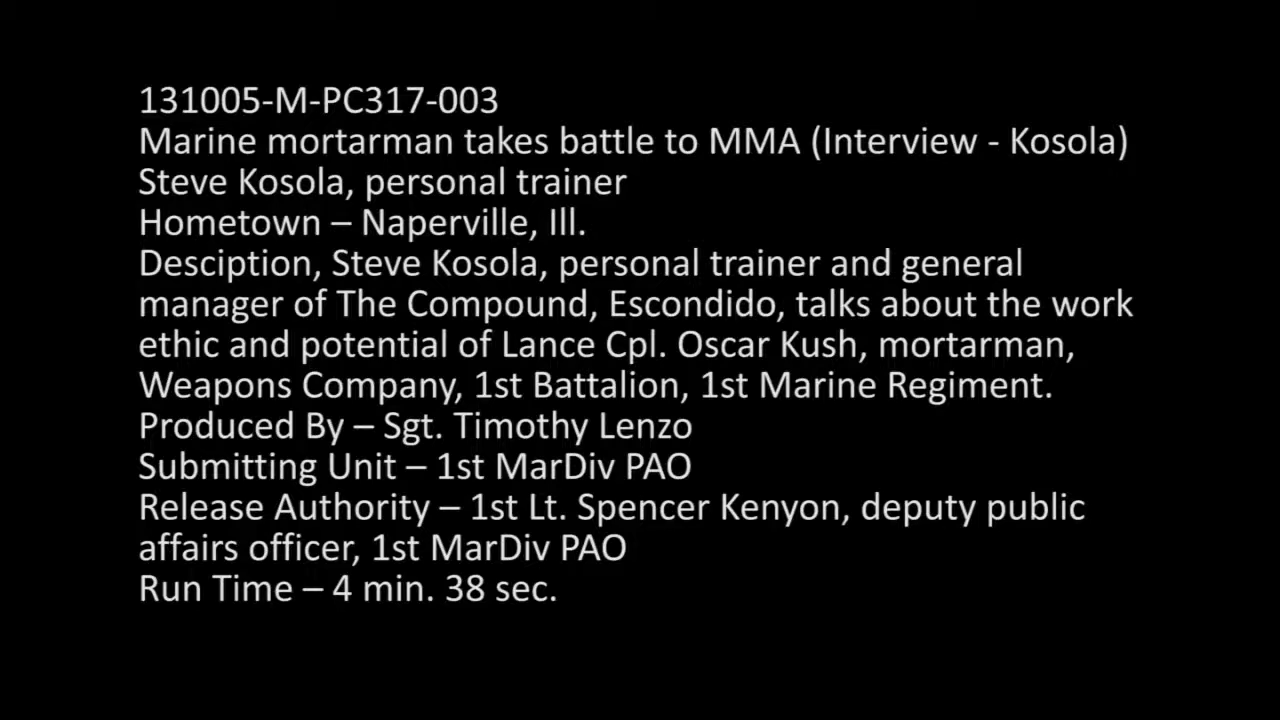 131005-M-PC317-003
Marine mortarman takes battle to MMA (Interview - Kosola)
Steve Kosola, personal trainer
Hometown – Naperville, Ill.
Desciption, Steve Kosola, personal trainer and general
manager of The Compound, Escondido, talks about the work
ethic and potential of Lance Cpl. Oscar Kush, mortarman,
Weapons Company, 1st Battalion, 1st Marine Regiment.
Produced By – Sgt. Timothy Lenzo
Submitting Unit – 1st MarDiv PAO
Release Authority – 1st Lt. Spencer Kenyon, deputy public
affairs officer, 1st MarDiv PAO
Run Time – 4 min. 38 sec.